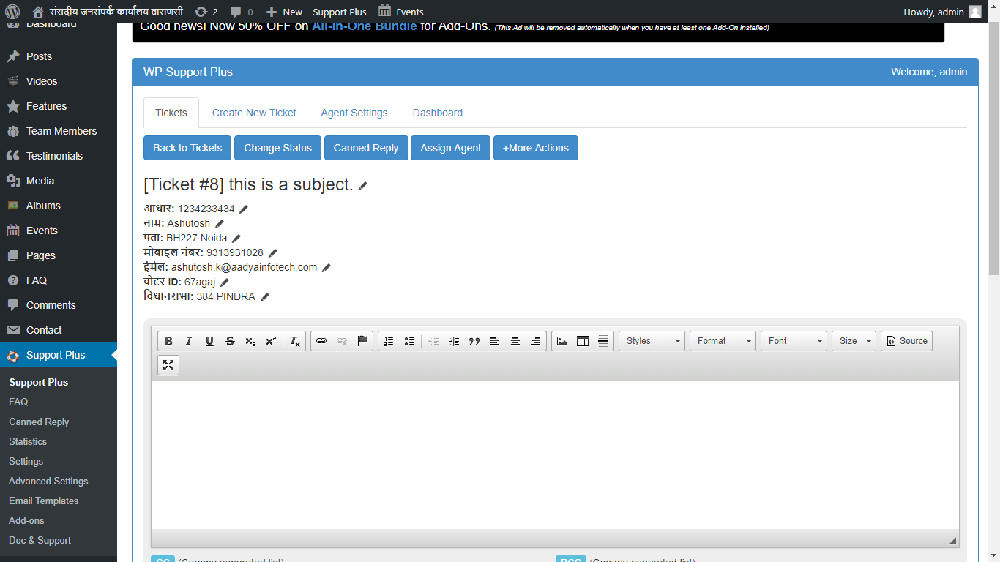 संसदीय जनसंपर्क कार्यालय वाराणसी 2 0 New Support Plus Events Howdy, admin
Dashboard
Good news! Now 50% OFF on All-In-One Bundle for Add-Ons. (This Ad will be removed automatically when you have at least one Add-On installed)
Posts
Videos
Features
Team Members
Testimonials
Media
Albums
Events
Pages
FAQ
Comments
Contact
Support Plus
Support Plus
FAQ
Canned Reply
Statistics
Settings
Advanced Settings
Email Templates
Add-ons
Doc & Support
WP Support Plus Welcome, admin
Tickets Create New Ticket Agent Settings Dashboard
Back to Tickets Change Status Canned Reply Assign Agent +More Actions
[Ticket #8] this is a subject.
आधार: 1234233434
नाम: Ashutosh
पता: BH227 Noida
मोबाइल नंबर: 9313931028
ईमेल: ashutosh.k@aadyainfotech.com
वोटर ID: 67agaj
विधानसभा: 384 PINDRA
B I U S x₂ x² Tx Styles Format Font Size Source
CC (Comma separated list) BCC (Comma separated list)